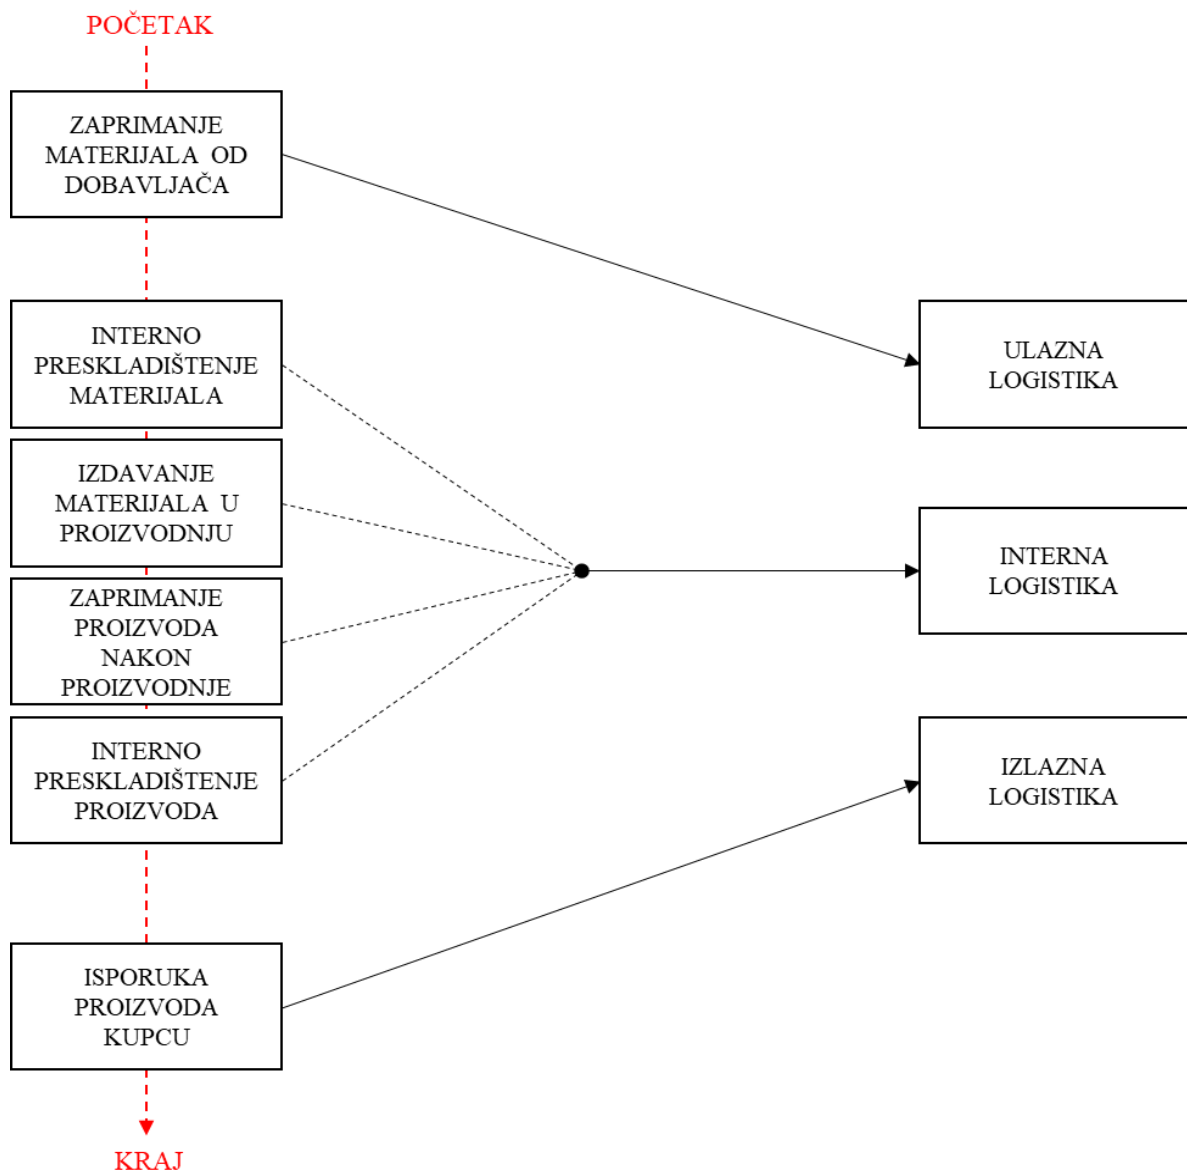 POČETAK
ZAPRIMANJE
MATERIJALA OD
DOBAVLJAČA
INTERNO
PRESKLADIŠTENJE
MATERIJALA
IZDAVANJE
MATERIJALA U
PROIZVODNJU
ZAPRIMANJE
PROIZVODA
NAKON
PROIZVODNJE
INTERNO
PRESKLADIŠTENJE
PROIZVODA
ISPORUKA
PROIZVODA
KUPCU
KRAJ
ULAZNA
LOGISTIKA
INTERNA
LOGISTIKA
IZLAZNA
LOGISTIKA